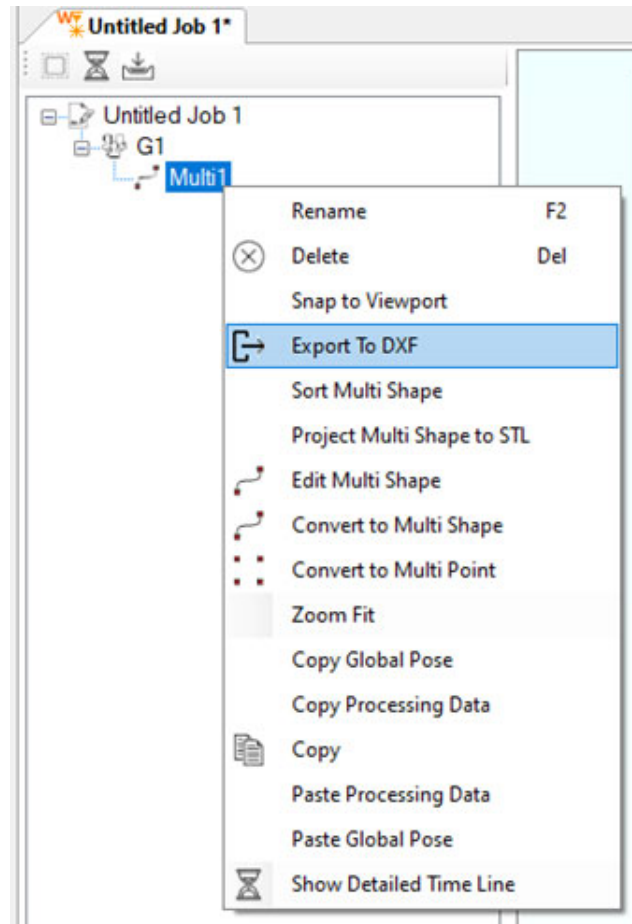 Untitled Job 1*
Untitled Job 1
G1
Multi1
Rename F2
Delete Del
Snap to Viewport
Export To DXF
Sort Multi Shape
Project Multi Shape to STL
Edit Multi Shape
Convert to Multi Shape
Convert to Multi Point
Zoom Fit
Copy Global Pose
Copy Processing Data
Copy
Paste Processing Data
Paste Global Pose
Show Detailed Time Line